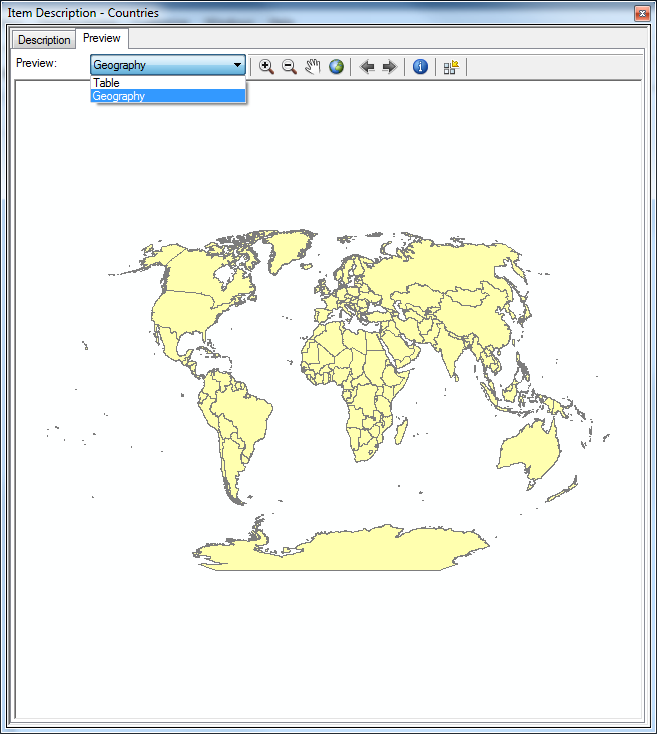 Item Description - Countries
Description Preview
Preview: Geography
Table
Geography